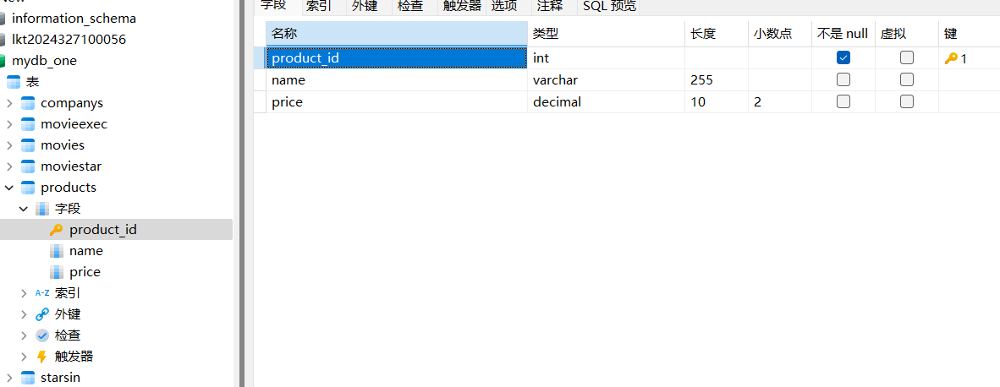 information_schema
lkt2024327100056
mydb_one
表
companys
movieexec
movies
moviestar
products
字段
product_id
name
price
A-Z 索引
外键
检查
触发器
starsin
字段 索引 外键 检查 触发器 选项 注释 SQL 预览
名称 类型 长度 小数点 不是 null 虚拟 键
product_id int 1
name varchar 255
price decimal 10 2